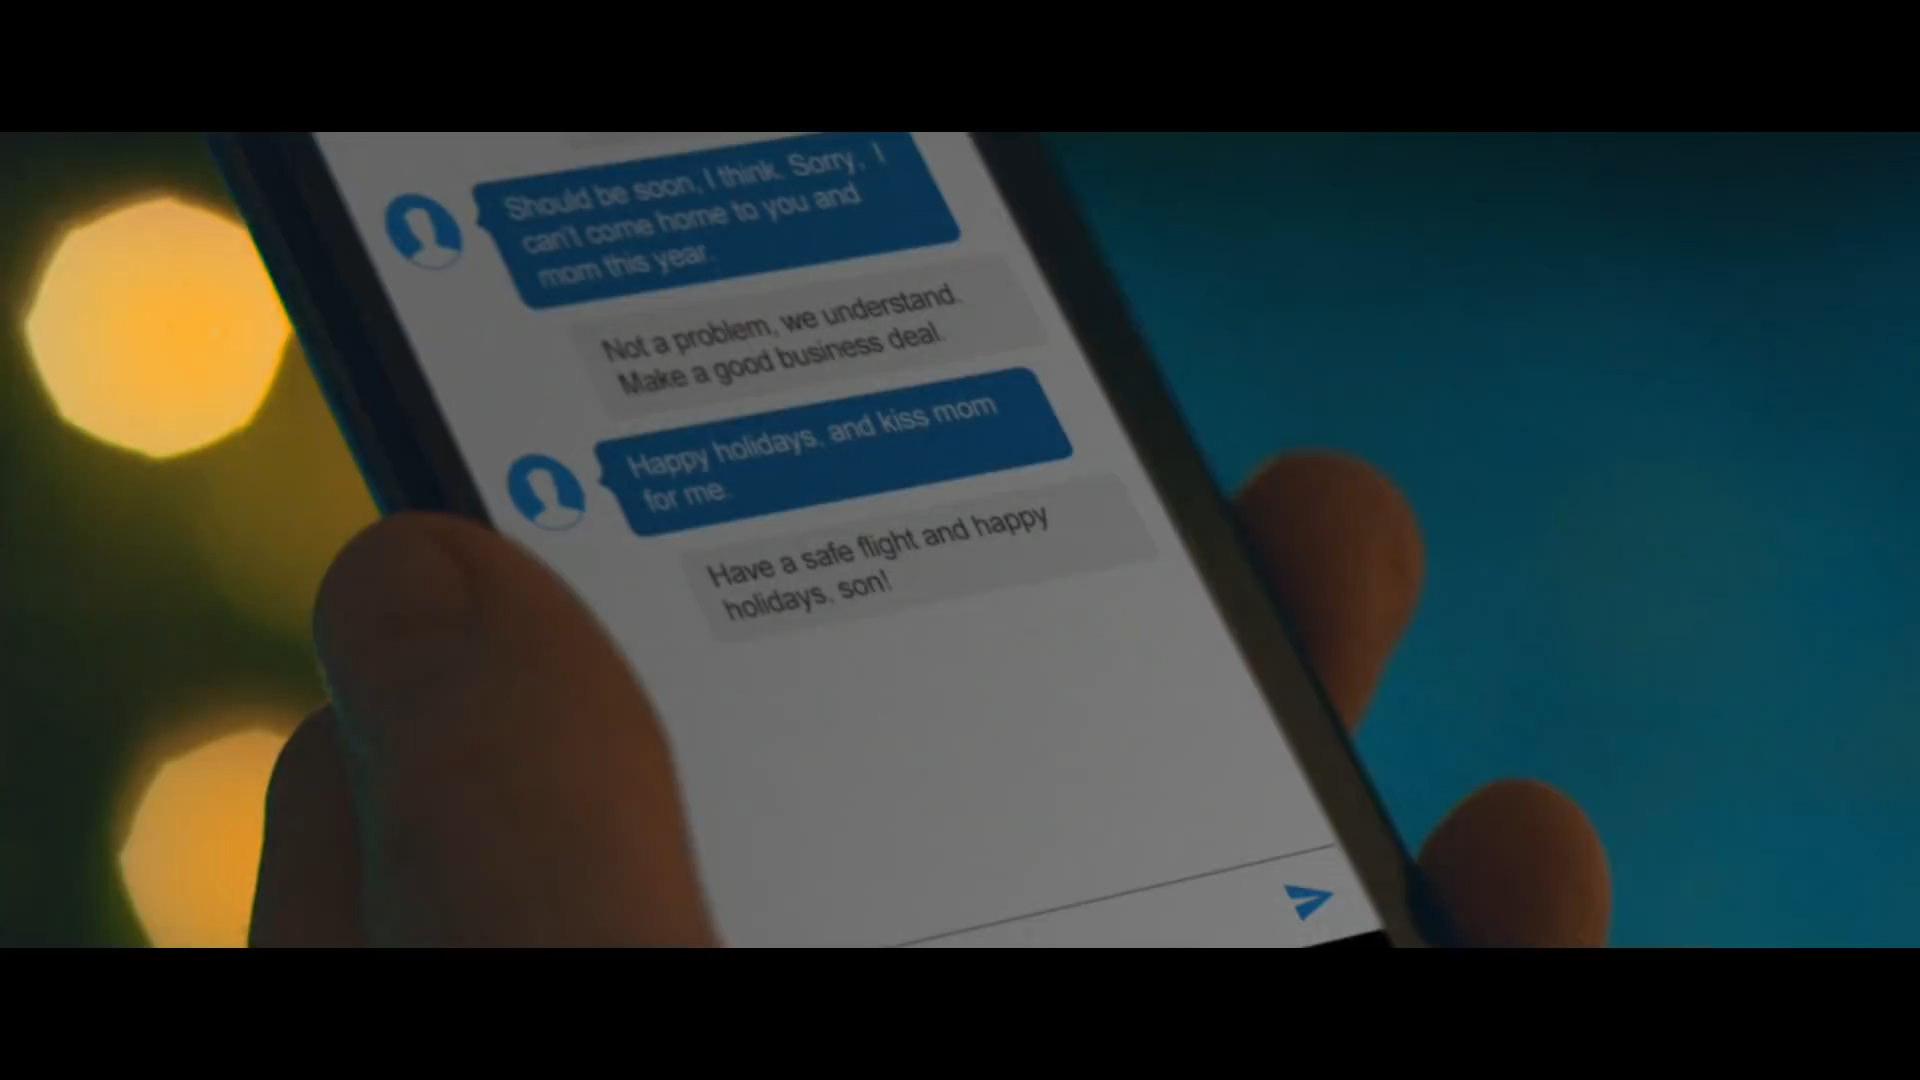 Should be soon, I think. Sorry, I
can't come home to you and
mom this year.
Not a problem, we understand.
Make a good business deal.
Happy holidays, and kiss mom
for me.
Have a safe flight and happy
holidays, son!